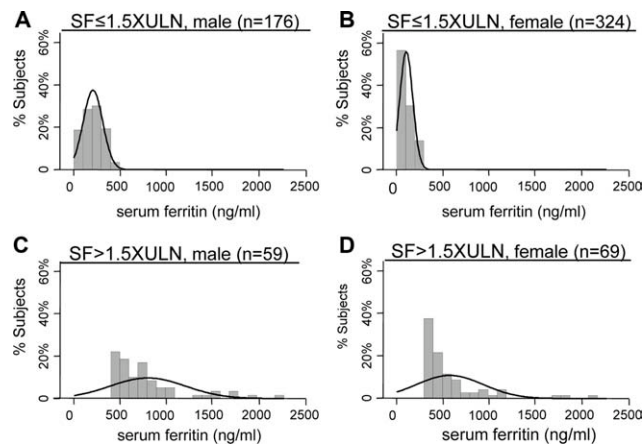 A
SF≤1.5XULN, male (n=176)
% Subjects
60%
40%
20%
0
0 500 1000 1500 2000 2500
serum ferritin (ng/ml)
B
SF≤1.5XULN, female (n=324)
% Subjects
60%
40%
20%
0
0 500 1000 1500 2000 2500
serum ferritin (ng/ml)
C
SF>1.5XULN, male (n=59)
% Subjects
60%
40%
20%
0
0 500 1000 1500 2000 2500
serum ferritin (ng/ml)
D
SF>1.5XULN, female (n=69)
% Subjects
60%
40%
20%
0
0 500 1000 1500 2000 2500
serum ferritin (ng/ml)